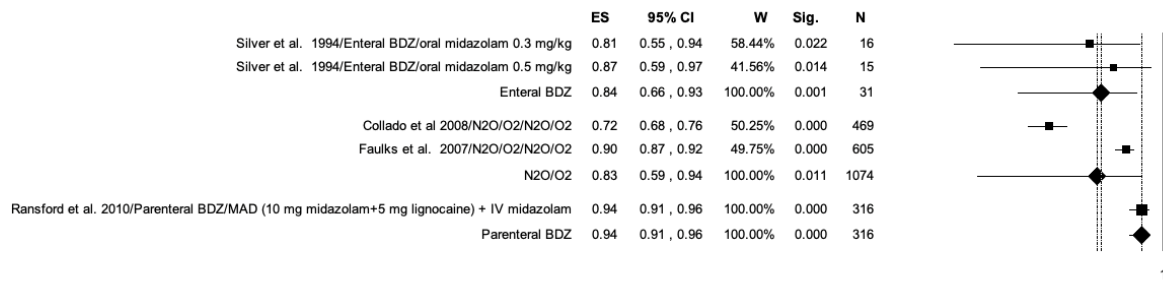 ES 95% CI W Sig. N
Silver et al. 1994/Enteral BDZ/oral midazolam 0.3 mg/kg 0.81 0.55 , 0.94 58.44% 0.022 16
Silver et al. 1994/Enteral BDZ/oral midazolam 0.5 mg/kg 0.87 0.59 , 0.97 41.56% 0.014 15
Enteral BDZ 0.84 0.66 , 0.93 100.00% 0.001 31
Collado et al 2008/N2O/O2/N2O/O2 0.72 0.68 , 0.76 50.25% 0.000 469
Faulks et al. 2007/N2O/O2/N2O/O2 0.90 0.87 , 0.92 49.75% 0.000 605
N2O/O2 0.83 0.59 , 0.94 100.00% 0.011 1074
Ransford et al. 2010/Parenteral BDZ/MAD (10 mg midazolam+5 mg lignocaine) + IV midazolam 0.94 0.91 , 0.96 100.00% 0.000 316
Parenteral BDZ 0.94 0.91 , 0.96 100.00% 0.000 316